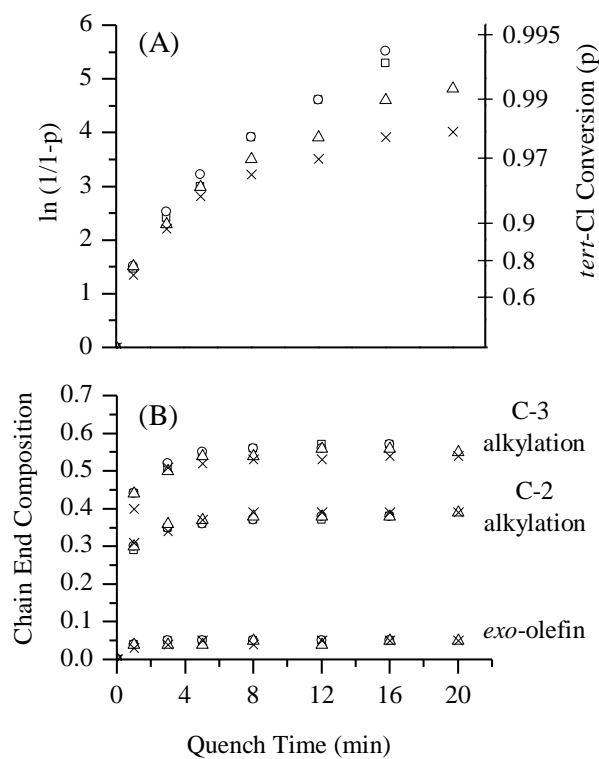 (A)
ln (1/1-p)
6
5
4
3
2
1
0
0.995
0.99
0.97
0.9
0.8
0.6
tert-Cl Conversion (p)
(B)
Chain End Composition
0.7
0.6
0.5
0.4
0.3
0.2
0.1
0.0
C-3
alkylation
C-2
alkylation
exo-olefin
0 4 8 12 16 20
Quench Time (min)